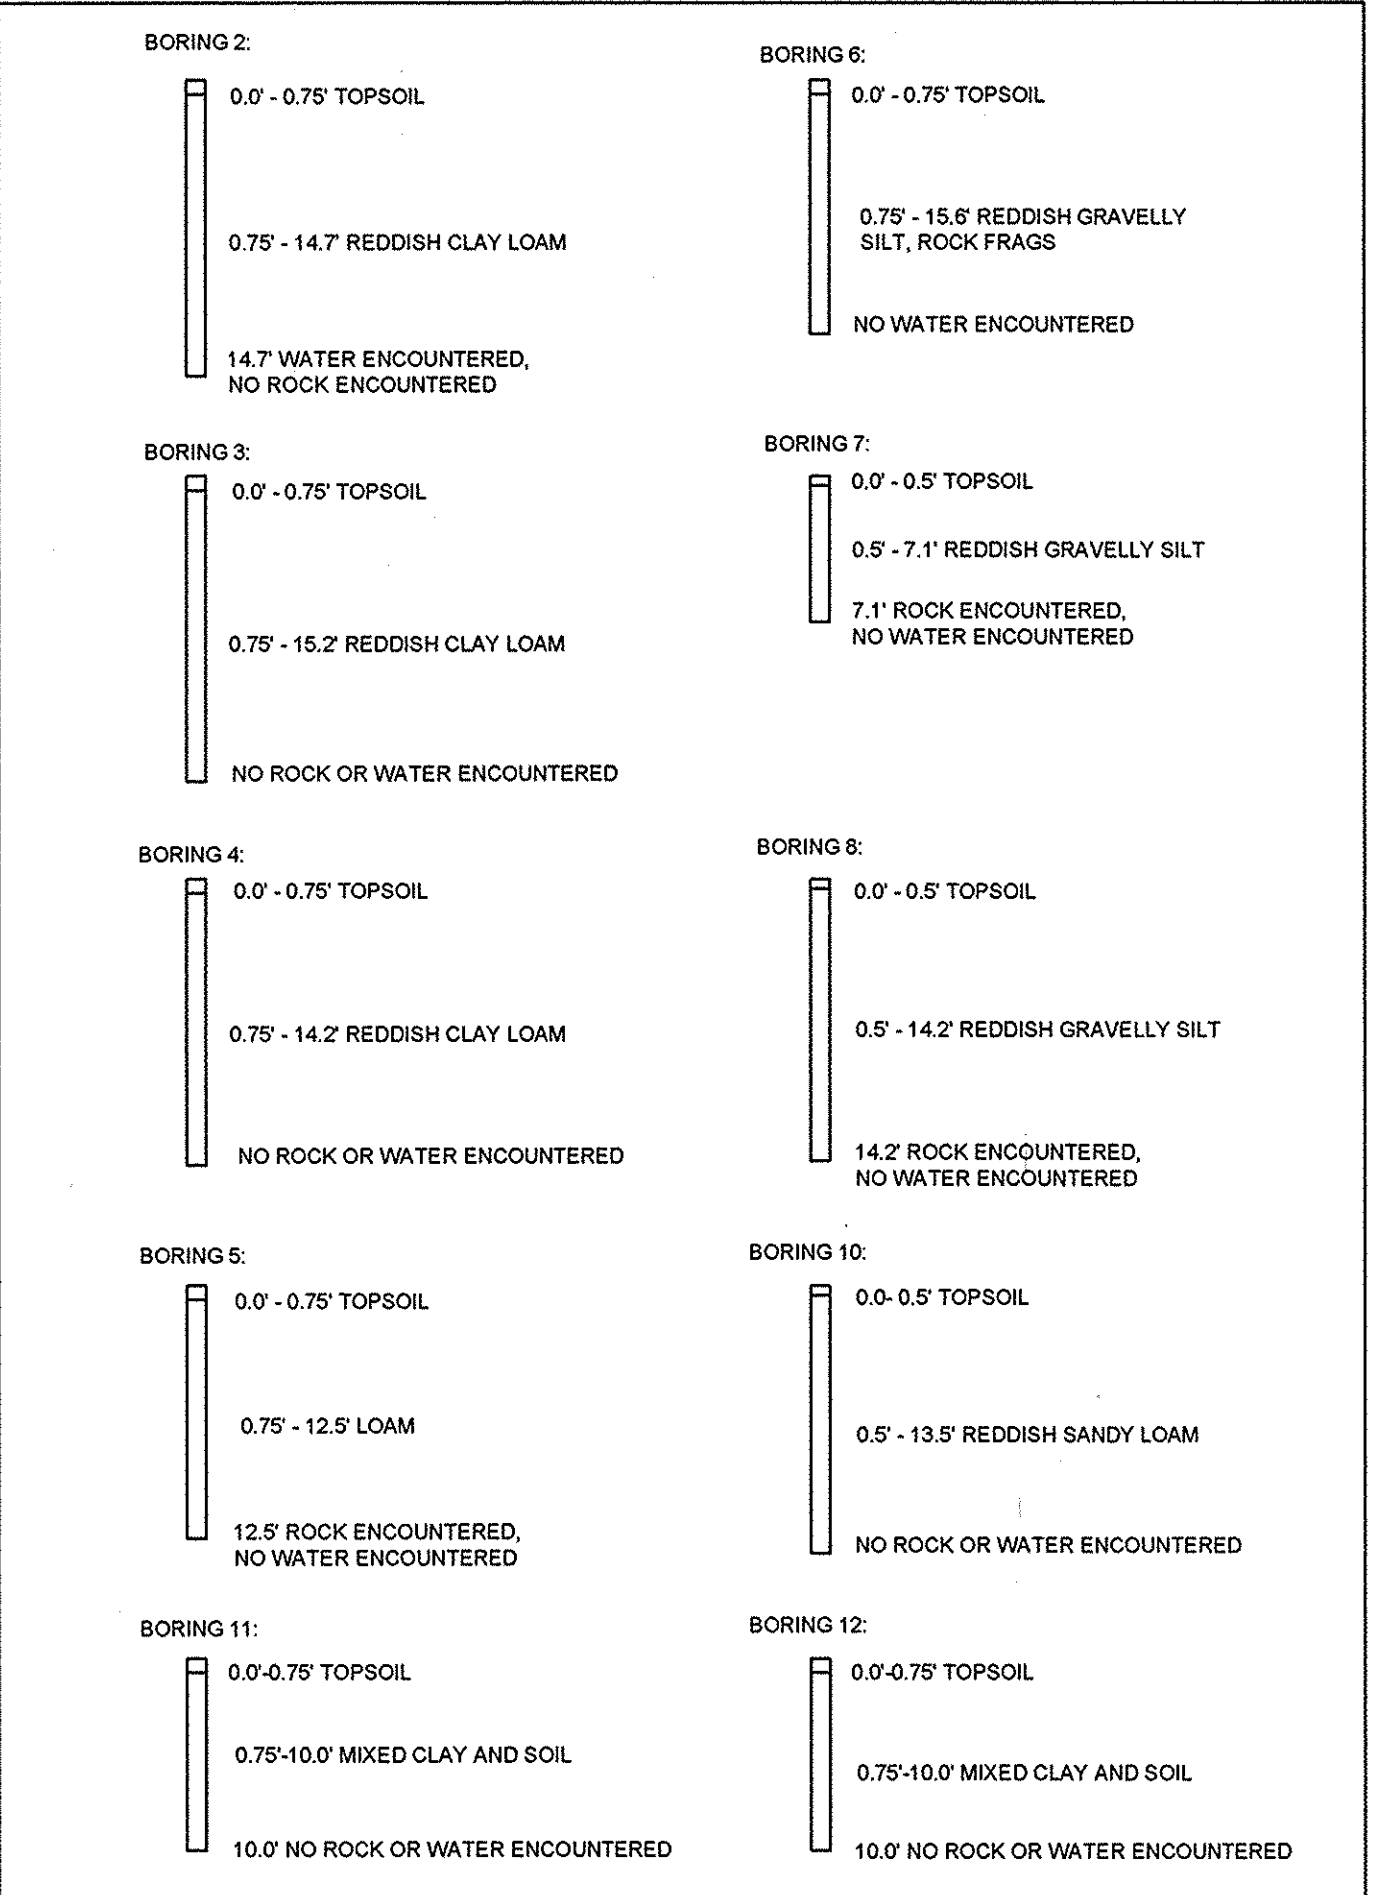 BORING 2:
0.0' - 0.75' TOPSOIL
0.75' - 14.7' REDDISH CLAY LOAM
14.7' WATER ENCOUNTERED,
NO ROCK ENCOUNTERED
BORING 3:
0.0' - 0.75' TOPSOIL
0.75' - 15.2' REDDISH CLAY LOAM
NO ROCK OR WATER ENCOUNTERED
BORING 4:
0.0' - 0.75' TOPSOIL
0.75' - 14.2' REDDISH CLAY LOAM
NO ROCK OR WATER ENCOUNTERED
BORING 5:
0.0' - 0.75' TOPSOIL
0.75' - 12.5' LOAM
12.5' ROCK ENCOUNTERED,
NO WATER ENCOUNTERED
BORING 11:
0.0'-0.75' TOPSOIL
0.75'-10.0' MIXED CLAY AND SOIL
10.0' NO ROCK OR WATER ENCOUNTERED
BORING 6:
0.0' - 0.75' TOPSOIL
0.75' - 15.6' REDDISH GRAVELLY
SILT, ROCK FRAGS
NO WATER ENCOUNTERED
BORING 7:
0.0' - 0.5' TOPSOIL
0.5' - 7.1' REDDISH GRAVELLY SILT
7.1' ROCK ENCOUNTERED,
NO WATER ENCOUNTERED
BORING 8:
0.0' - 0.5' TOPSOIL
0.5' - 14.2' REDDISH GRAVELLY SILT
14.2' ROCK ENCOUNTERED,
NO WATER ENCOUNTERED
BORING 10:
0.0- 0.5' TOPSOIL
0.5' - 13.5' REDDISH SANDY LOAM
NO ROCK OR WATER ENCOUNTERED
BORING 12:
0.0'-0.75' TOPSOIL
0.75'-10.0' MIXED CLAY AND SOIL
10.0' NO ROCK OR WATER ENCOUNTERED